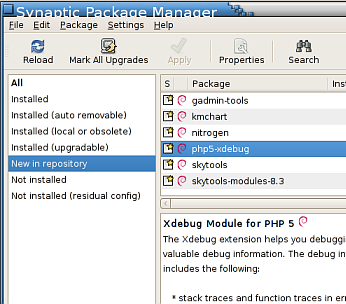 Synaptic Package Manager
File Edit Package Settings Help
Reload Mark All Upgrades Apply Properties Search
All
Installed
Installed (auto removable)
Installed (local or obsolete)
Installed (upgradable)
New in repository
Not installed
Not installed (residual config)
S Package Inst
gadmin-tools
kmchart
nitrogen
php5-xdebug
skytools
skytools-modules-8.3
Xdebug Module for PHP 5
The Xdebug extension helps you debuggi
valuable debug information. The debug in
includes the following:
* stack traces and function traces in er